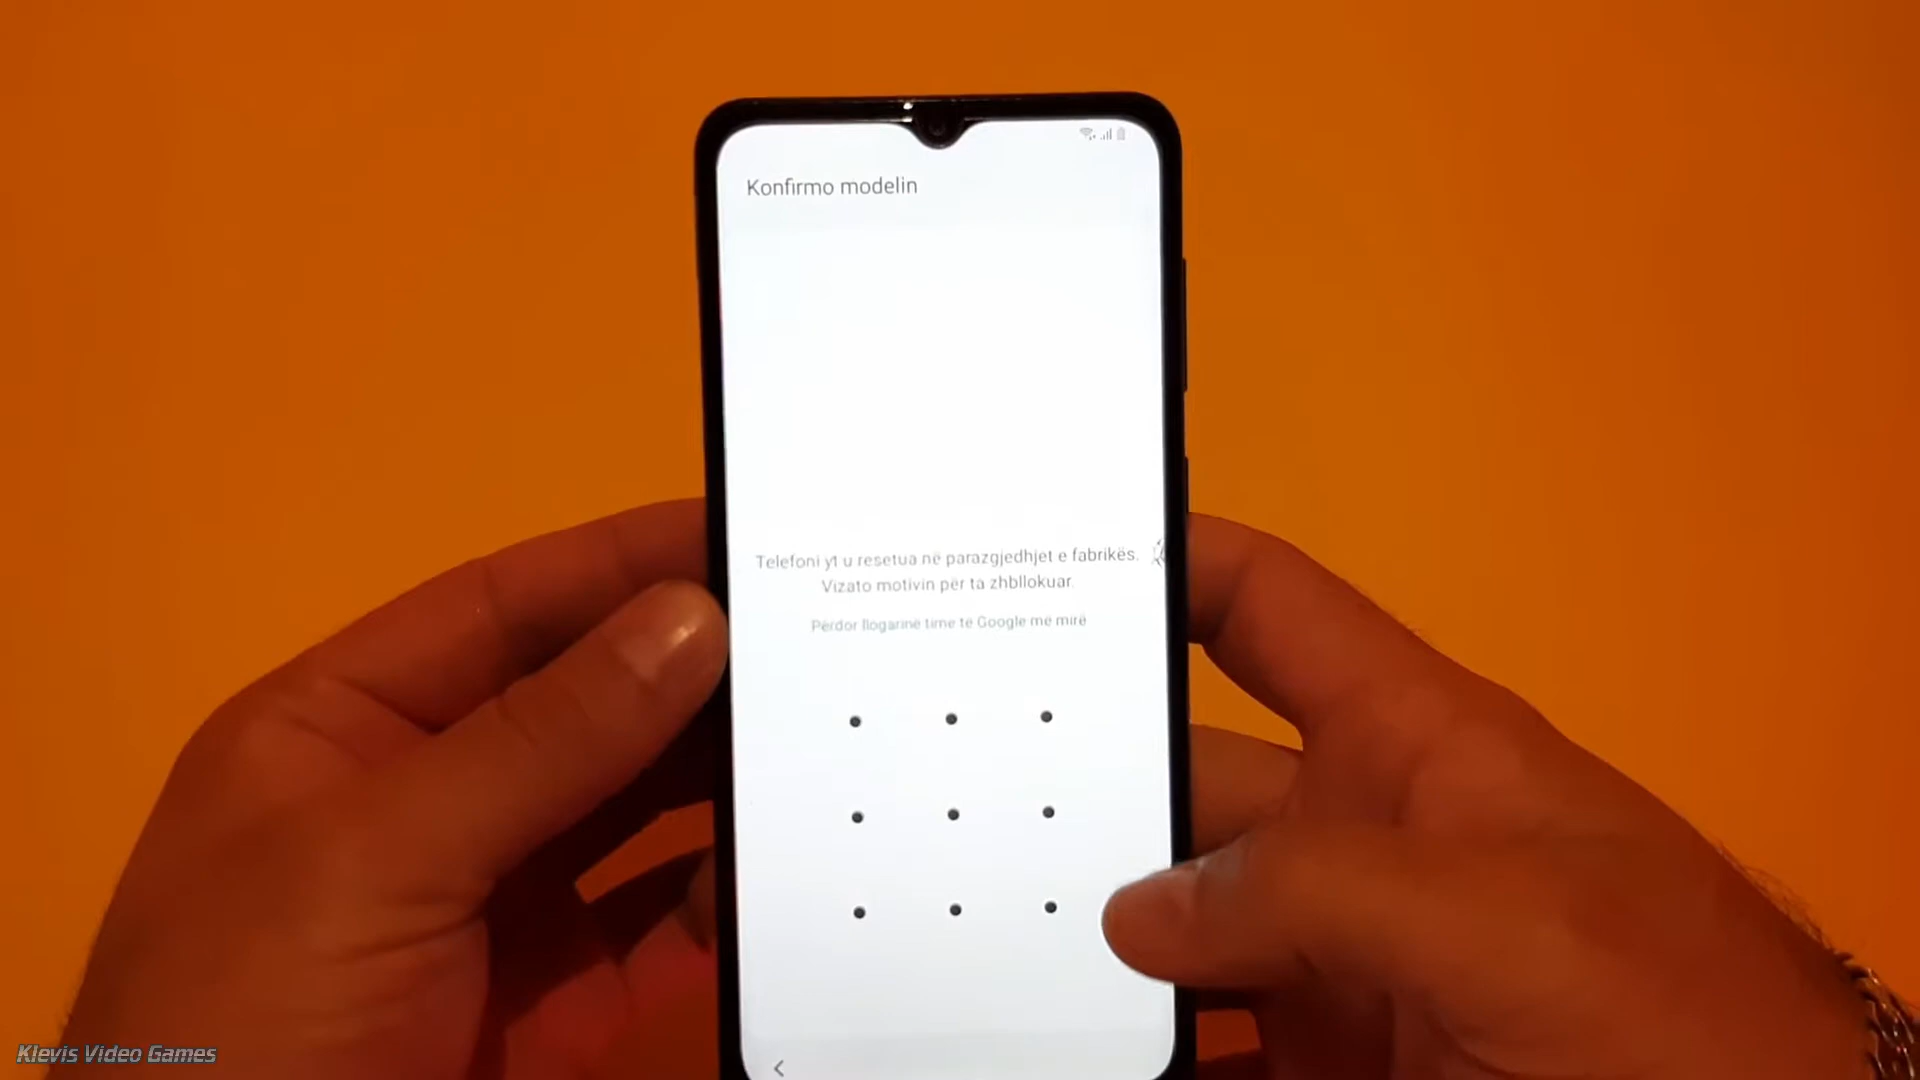 Konfirmo modelin
Telefoni yt u resetua në parazgjedhjet e fabrikës.
Vizato motivin për ta zhbllokuar.
Përdor llogarinë time të Google më mirë
Klevis Video Games